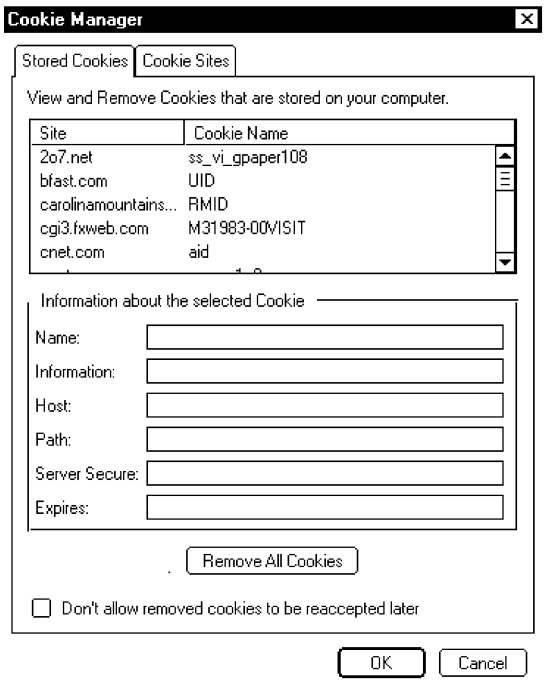 Cookie Manager
Stored Cookies Cookie Sites
View and Remove Cookies that are stored on your computer.
Site Cookie Name
2o7.net ss_vi_gpaper108
bfast.com UID
carolinamountains... RMID
cgi3.fxweb.com M31983-00VISIT
cnet.com aid
Information about the selected Cookie
Name:
Information:
Host:
Path:
Server Secure:
Expires:
Remove All Cookies
Don't allow removed cookies to be reaccepted later
OK Cancel